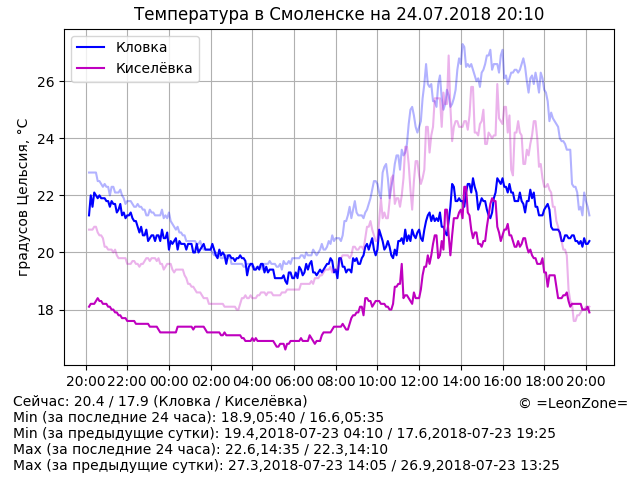 Температура в Смоленске на 24.07.2018 20:10
Кловка
Киселёвка
градусов Цельсия, °C
26
24
22
20
18
20:00 22:00 00:00 02:00 04:00 06:00 08:00 10:00 12:00 14:00 16:00 18:00 20:00
Сейчас: 20.4 / 17.9 (Кловка / Киселёвка)
© =LeonZone=
Min (за последние 24 часа): 18.9,05:40 / 16.6,05:35
Min (за предыдущие сутки): 19.4,2018-07-23 04:10 / 17.6,2018-07-23 19:25
Max (за последние 24 часа): 22.6,14:35 / 22.3,14:10
Max (за предыдущие сутки): 27.3,2018-07-23 14:05 / 26.9,2018-07-23 13:25